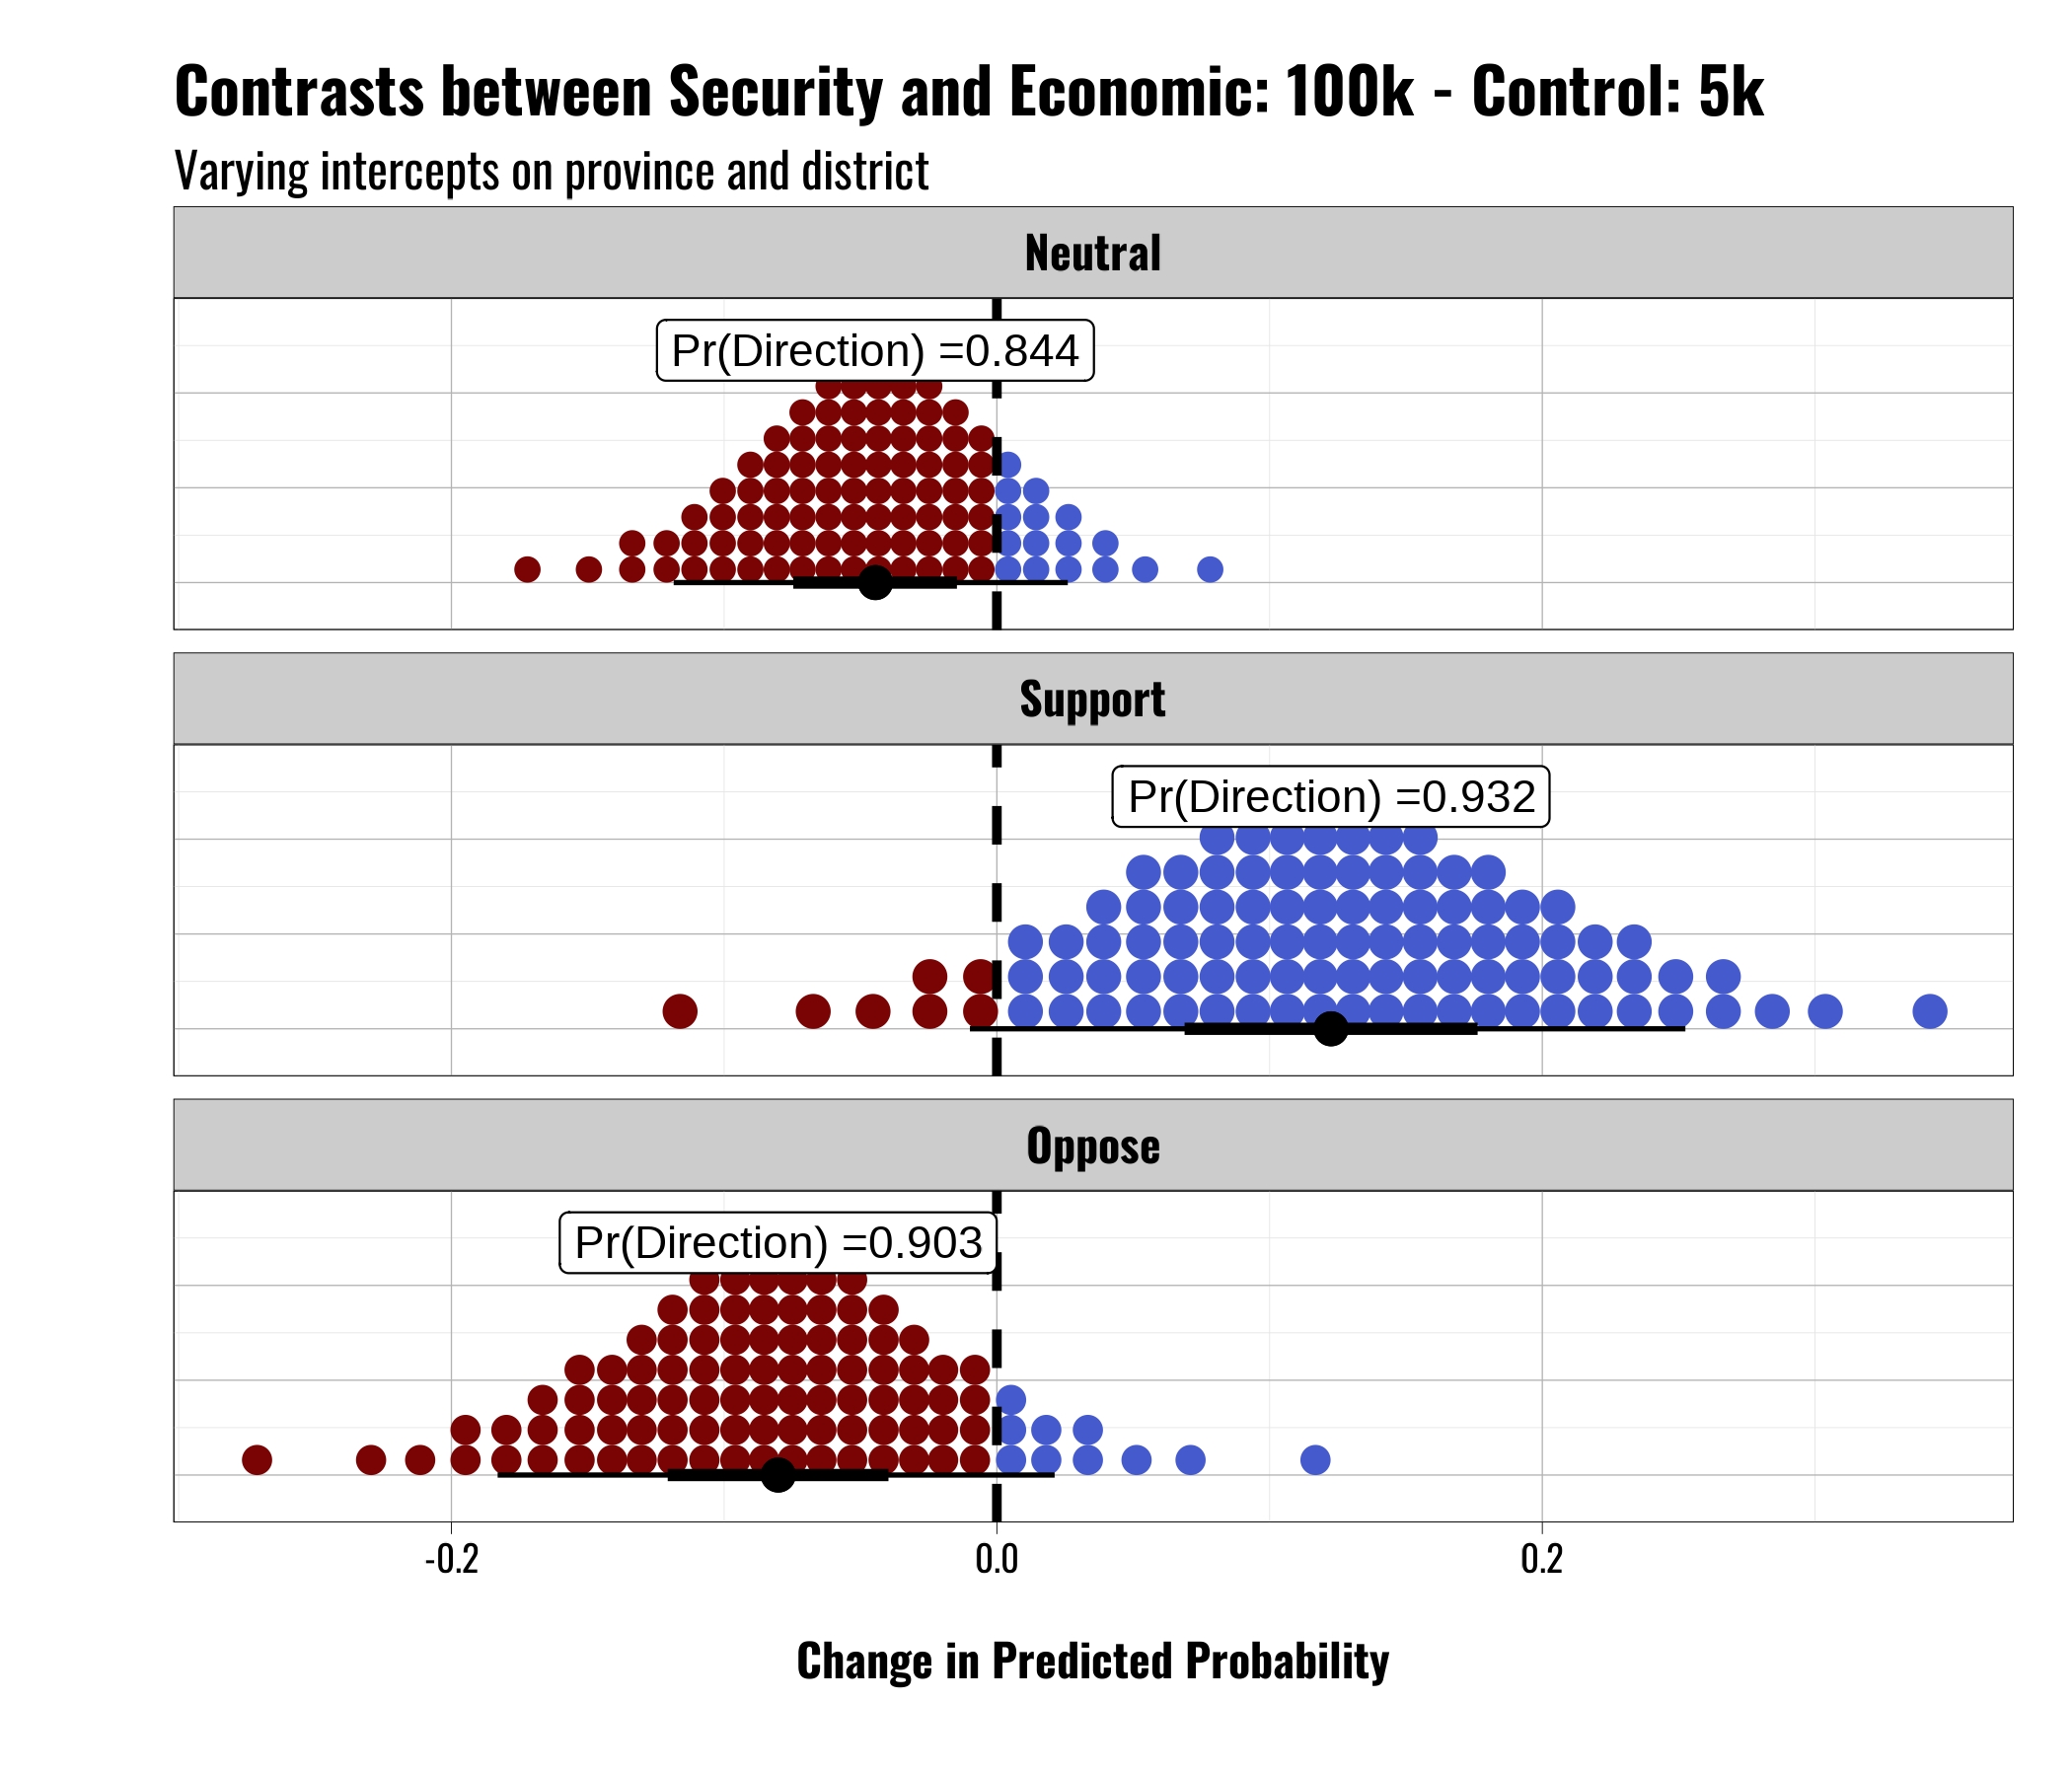 Contrasts between Security and Economic: 100k - Control: 5k
Varying intercepts on province and district
Neutral
Pr(Direction) =0.844
Support
Pr(Direction) =0.932
Oppose
Pr(Direction) =0.903
-0.2 0.0 0.2
Change in Predicted Probability